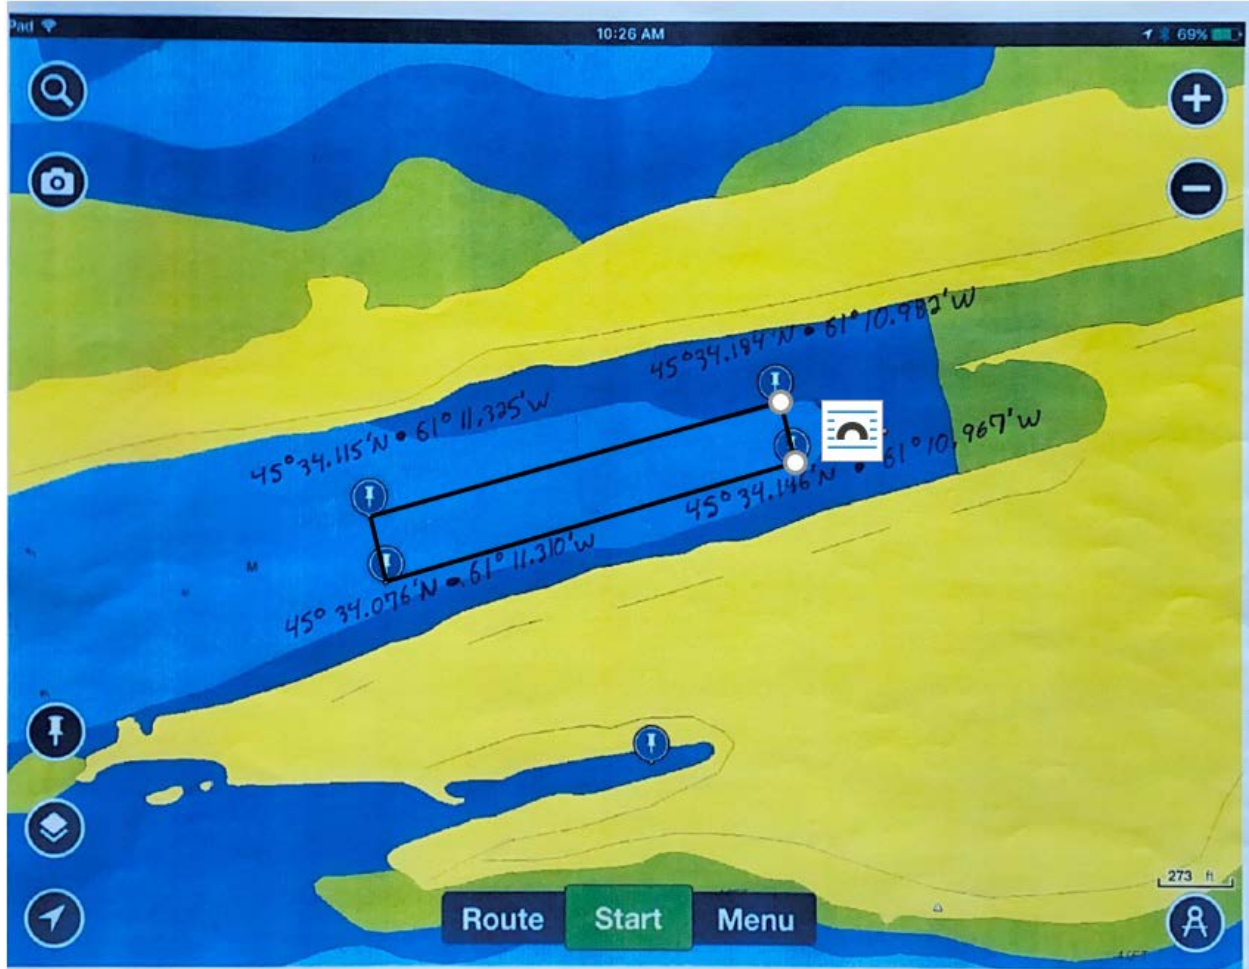 Pad
10:26 AM
69%
45°34.184'N • 61°10.982'W
45°34.115'N • 61°11.325'W
45°34.146'N • 61°10.967'W
45° 34.076'N • 61° 11.310'W
M
273 ft
Route
Start
Menu